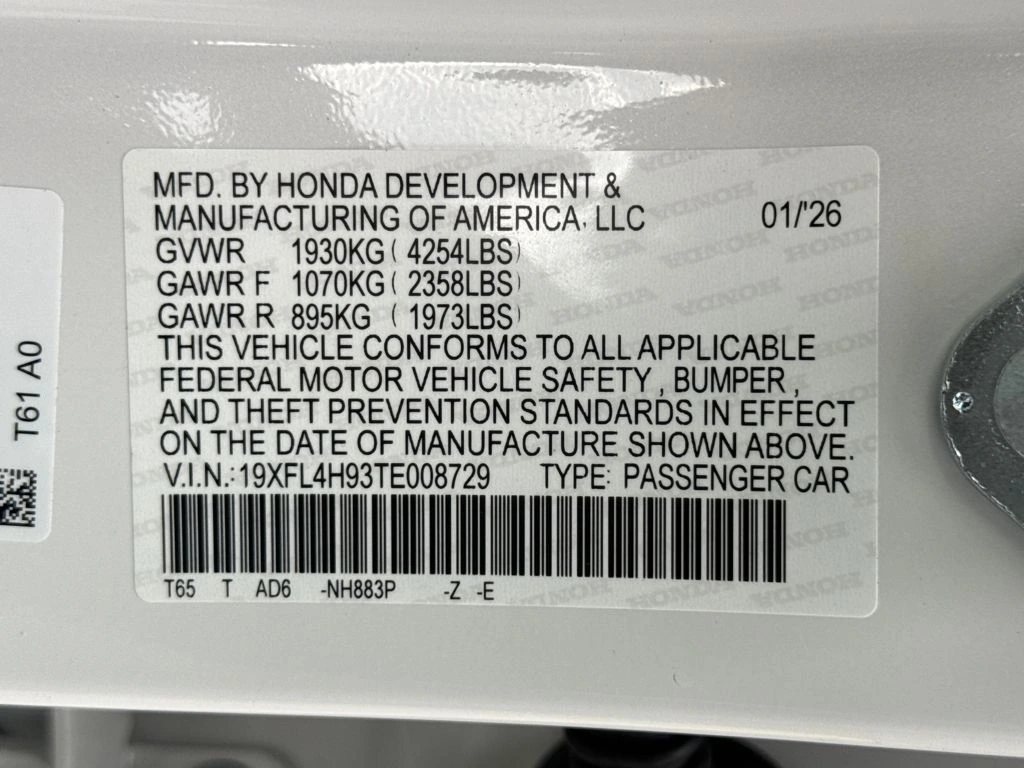 MFD. BY HONDA DEVELOPMENT &
MANUFACTURING OF AMERICA, LLC 01/'26
GVWR 1930KG ( 4254LBS)
GAWR F 1070KG ( 2358LBS)
GAWR R 895KG ( 1973LBS)
THIS VEHICLE CONFORMS TO ALL APPLICABLE
FEDERAL MOTOR VEHICLE SAFETY , BUMPER ,
AND THEFT PREVENTION STANDARDS IN EFFECT
ON THE DATE OF MANUFACTURE SHOWN ABOVE.
V.I.N.: 19XFL4H93TE008729 TYPE: PASSENGER CAR
T65 T AD6 -NH883P -Z -E
T61 A0